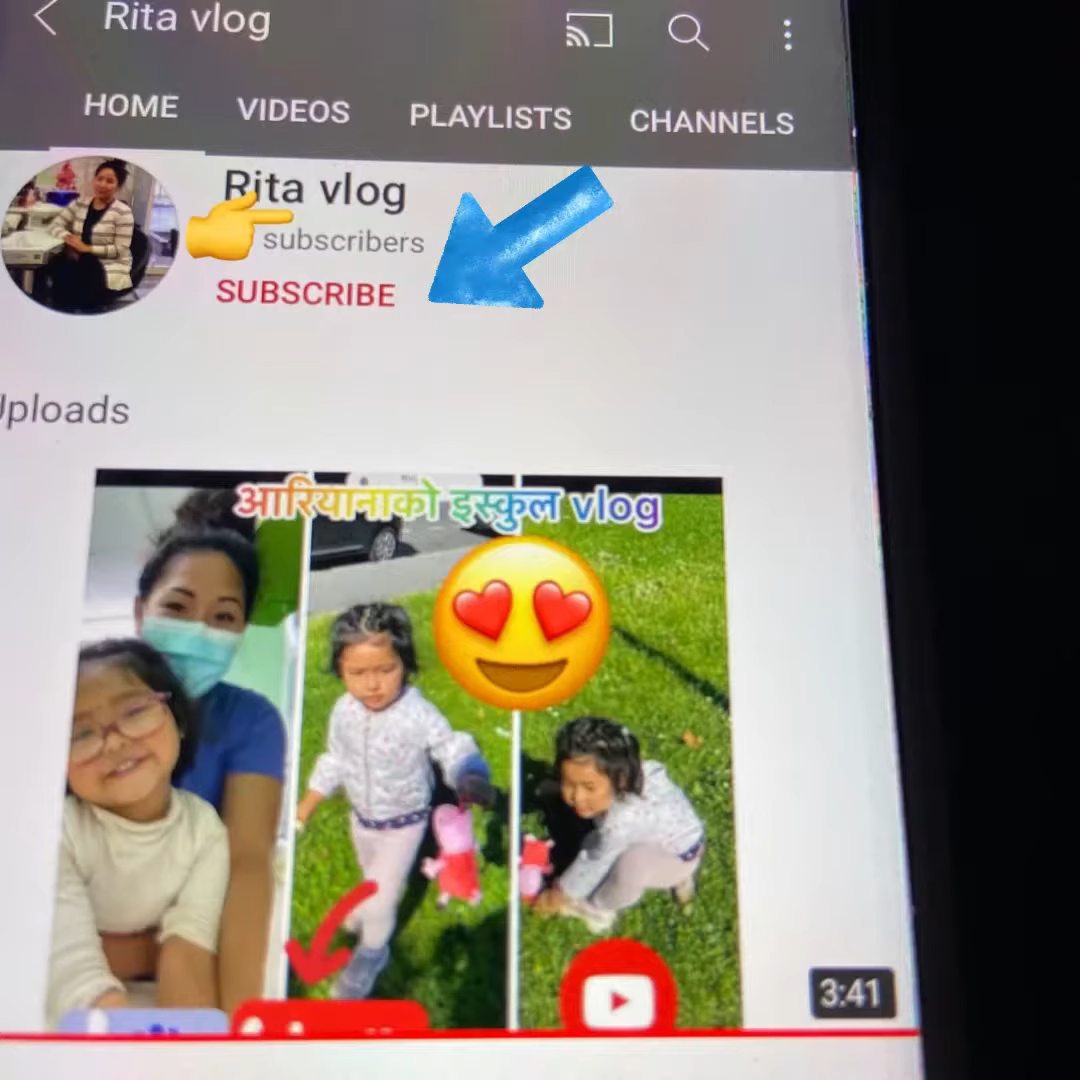 Rita vlog
HOME VIDEOS PLAYLISTS CHANNELS
Rita vlog
subscribers
SUBSCRIBE
Uploads
आरियानाको इस्कुल vlog
3:41